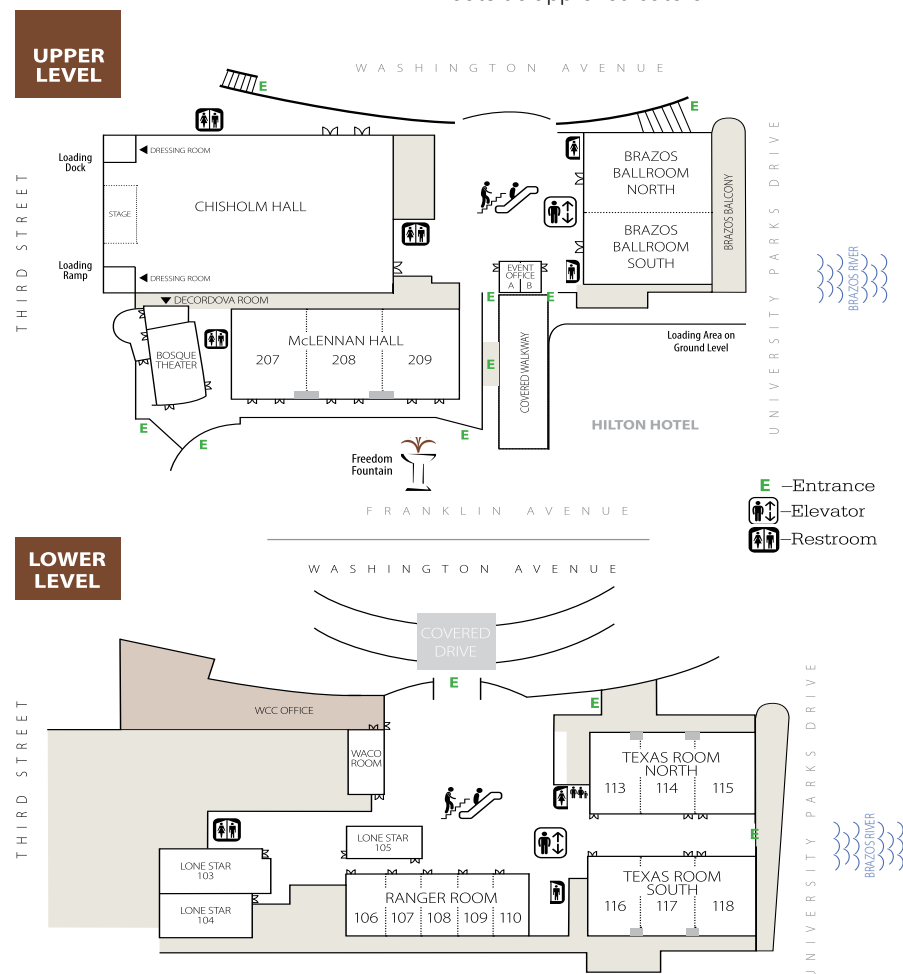 UPPER
LEVEL
WASHINGTON AVENUE
E
E
Loading
Dock
DRESSING ROOM
STAGE
CHISHOLM HALL
Loading
Ramp
DRESSING ROOM
DECORDOVA ROOM
THIRD STREET
BRAZOS
BALLROOM
NORTH
BRAZOS
BALLROOM
SOUTH
BRAZOS BALCONY
UNIVERSITY PARKS DRIVE
BRAZOS RIVER
EVENT
OFFICE
A B
E
E
BOSQUE
THEATER
McLENNAN HALL
207 208 209
E
COVERED WALKWAY
Loading Area on
Ground Level
HILTON HOTEL
E
E
E
Freedom
Fountain
FRANKLIN AVENUE
E –Entrance
–Elevator
–Restroom
LOWER
LEVEL
WASHINGTON AVENUE
COVERED
DRIVE
E
WCC OFFICE
WACO
ROOM
THIRD STREET
E
TEXAS ROOM
NORTH
113 114 115
UNIVERSITY PARKS DRIVE
BRAZOS RIVER
E
LONE STAR
105
LONE STAR
103
LONE STAR
104
RANGER ROOM
106 107 108 109 110
TEXAS ROOM
SOUTH
116 117 118